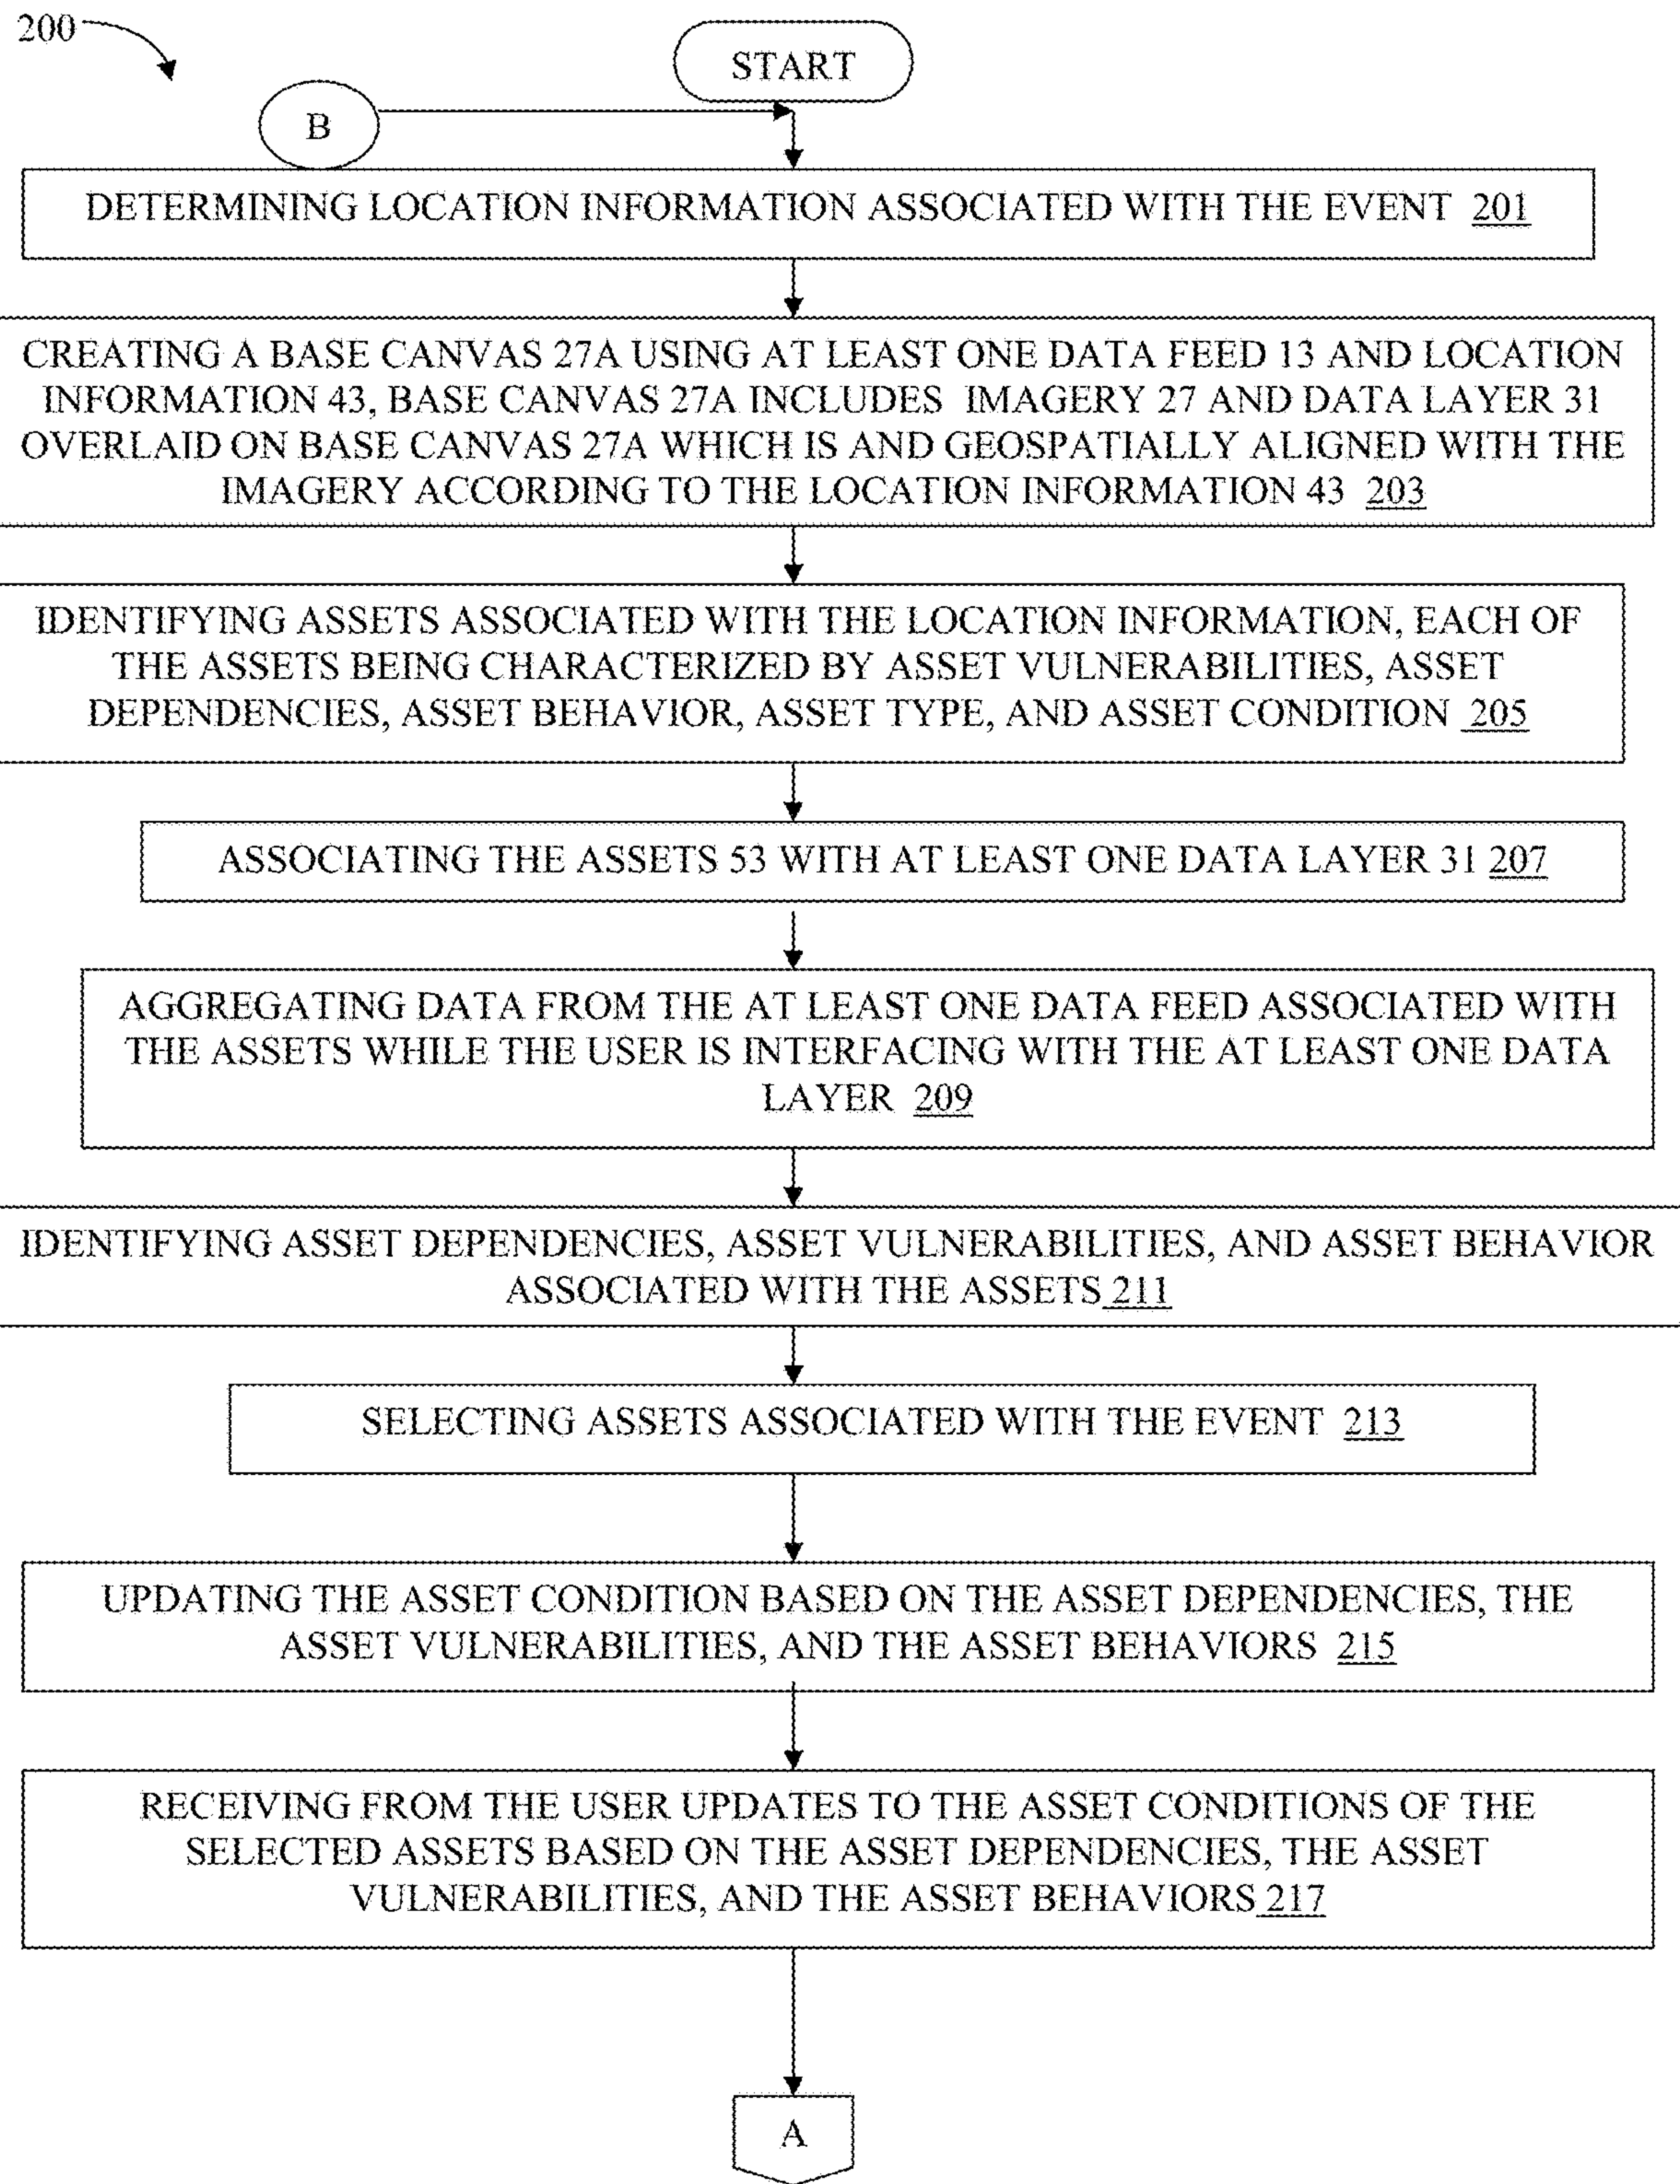 200
START
B
DETERMINING LOCATION INFORMATION ASSOCIATED WITH THE EVENT 201
CREATING A BASE CANVAS 27A USING AT LEAST ONE DATA FEED 13 AND LOCATION
INFORMATION 43, BASE CANVAS 27A INCLUDES IMAGERY 27 AND DATA LAYER 31
OVERLAID ON BASE CANVAS 27A WHICH IS AND GEOSPATIALLY ALIGNED WITH THE
IMAGERY ACCORDING TO THE LOCATION INFORMATION 43 203
IDENTIFYING ASSETS ASSOCIATED WITH THE LOCATION INFORMATION, EACH OF
THE ASSETS BEING CHARACTERIZED BY ASSET VULNERABILITIES, ASSET
DEPENDENCIES, ASSET BEHAVIOR, ASSET TYPE, AND ASSET CONDITION 205
ASSOCIATING THE ASSETS 53 WITH AT LEAST ONE DATA LAYER 31 207
AGGREGATING DATA FROM THE AT LEAST ONE DATA FEED ASSOCIATED WITH
THE ASSETS WHILE THE USER IS INTERFACING WITH THE AT LEAST ONE DATA
LAYER 209
IDENTIFYING ASSET DEPENDENCIES, ASSET VULNERABILITIES, AND ASSET BEHAVIOR
ASSOCIATED WITH THE ASSETS 211
SELECTING ASSETS ASSOCIATED WITH THE EVENT 213
UPDATING THE ASSET CONDITION BASED ON THE ASSET DEPENDENCIES, THE
ASSET VULNERABILITIES, AND THE ASSET BEHAVIORS 215
RECEIVING FROM THE USER UPDATES TO THE ASSET CONDITIONS OF THE
SELECTED ASSETS BASED ON THE ASSET DEPENDENCIES, THE ASSET
VULNERABILITIES, AND THE ASSET BEHAVIORS 217
A